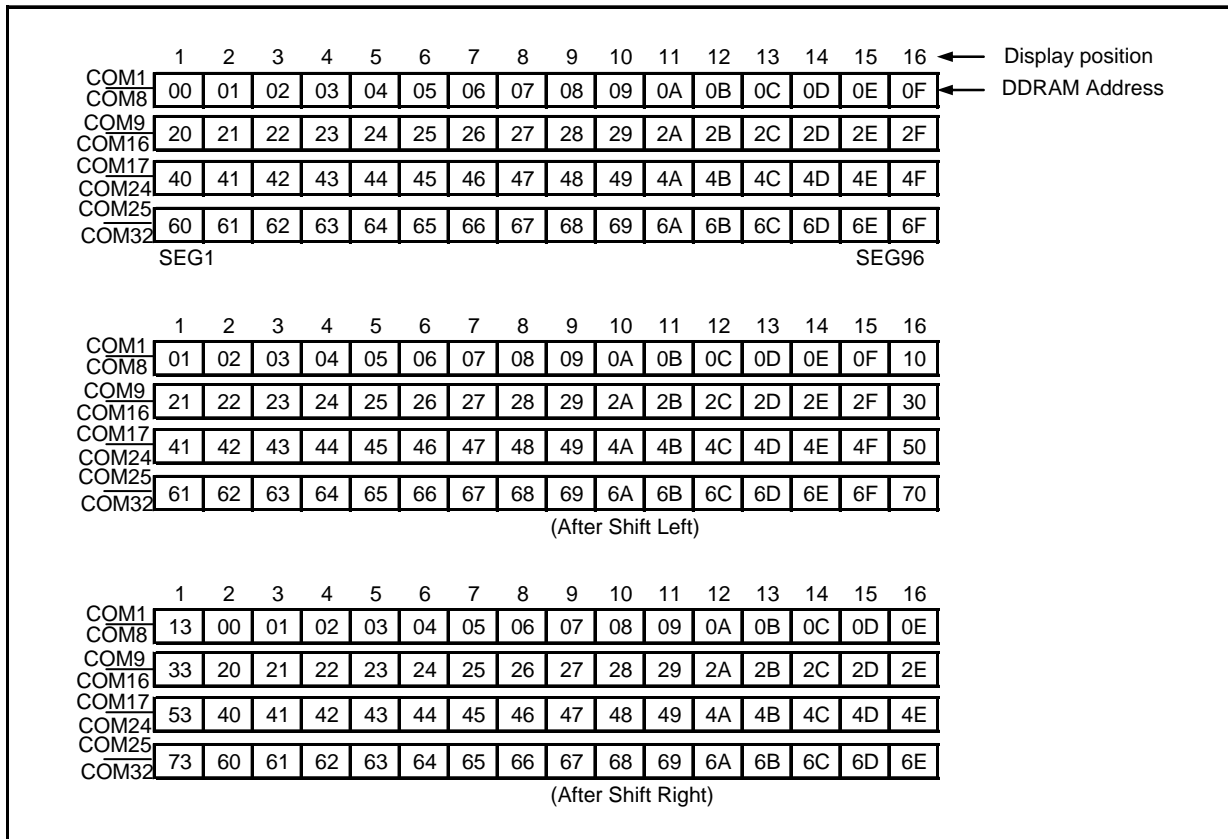 1 2 3 4 5 6 7 8 9 10 11 12 13 14 15 16 Display position
COM1
COM8 00 01 02 03 04 05 06 07 08 09 0A 0B 0C 0D 0E 0F DDRAM Address
COM9
COM16 20 21 22 23 24 25 26 27 28 29 2A 2B 2C 2D 2E 2F
COM17
COM24 40 41 42 43 44 45 46 47 48 49 4A 4B 4C 4D 4E 4F
COM25
COM32 60 61 62 63 64 65 66 67 68 69 6A 6B 6C 6D 6E 6F
SEG1 SEG96
1 2 3 4 5 6 7 8 9 10 11 12 13 14 15 16
COM1
COM8 01 02 03 04 05 06 07 08 09 0A 0B 0C 0D 0E 0F 10
COM9
COM16 21 22 23 24 25 26 27 28 29 2A 2B 2C 2D 2E 2F 30
COM17
COM24 41 42 43 44 45 46 47 48 49 4A 4B 4C 4D 4E 4F 50
COM25
COM32 61 62 63 64 65 66 67 68 69 6A 6B 6C 6D 6E 6F 70
(After Shift Left)
1 2 3 4 5 6 7 8 9 10 11 12 13 14 15 16
COM1
COM8 13 00 01 02 03 04 05 06 07 08 09 0A 0B 0C 0D 0E
COM9
COM16 33 20 21 22 23 24 25 26 27 28 29 2A 2B 2C 2D 2E
COM17
COM24 53 40 41 42 43 44 45 46 47 48 49 4A 4B 4C 4D 4E
COM25
COM32 73 60 61 62 63 64 65 66 67 68 69 6A 6B 6C 6D 6E
(After Shift Right)